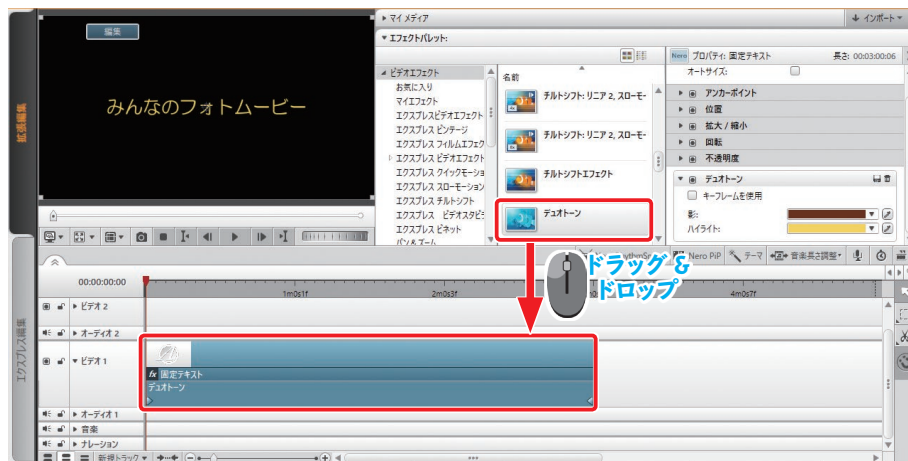 マイ メディア
インポート
編集
エフェクトパレット:
Nero プロパティ: 固定テキスト
長さ: 00:03:00:06
ビデオエフェクト
お気に入り
マイエフェクト
エクスプレスビデオエフェクト
エクスプレス ビンテージ
エクスプレス フィルムエフェク
エクスプレス ビデオエフェクト
エクスプレス クイックモーショ
エクスプレス スローモーション
エクスプレス チルトシフト
エクスプレス ビデオスタビ
エクスプレス ビネット
パン&ズーム
名前
チルトシフト: リニア 2, スローモー
チルトシフト: リニア 2, スローモー
チルトシフトエフェクト
デュオトーン
オートサイズ:
アンカーポイント
位置
拡大 / 縮小
回転
不透明度
デュオトーン
キーフレームを使用
影:
ハイライト:
みんなのフォトムービー
拡張編集
エクスプレス編集
Nero PiP
テーマ
音楽長さ調整
ドラッグ &
ドロップ
00:00:00:00
1m0s1f
2m0s3f
4m0s7f
ビデオ 2
オーディオ 2
ビデオ 1
fx 固定テキスト
デュオトーン
オーディオ 1
音楽
ナレーション
新規トラック